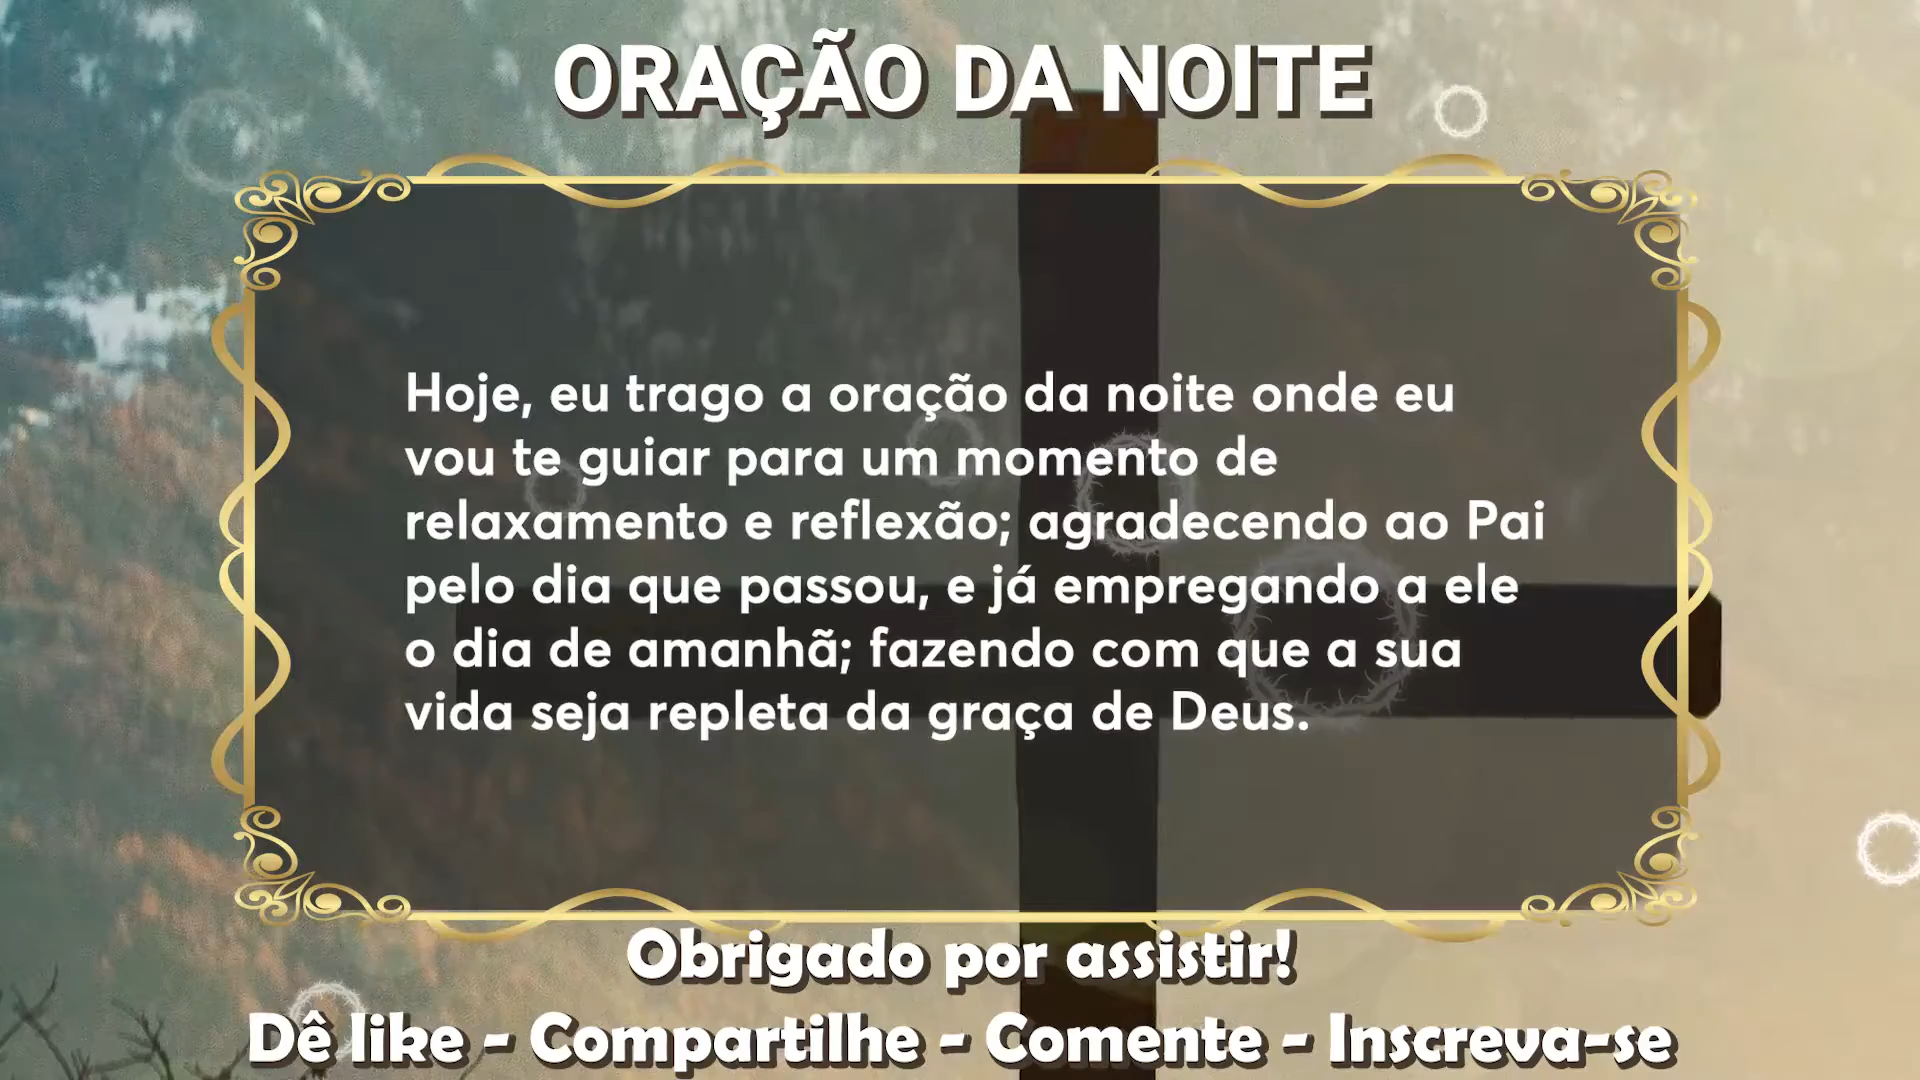 ORAÇÃO DA NOITE
Hoje, eu trago a oração da noite onde eu
vou te guiar para um momento de
relaxamento e reflexão; agradecendo ao Pai
pelo dia que passou, e já empregando a ele
o dia de amanhã; fazendo com que a sua
vida seja repleta da graça de Deus.
Obrigado por assistir!
Dê like - Compartilhe - Comente - Inscreva-se